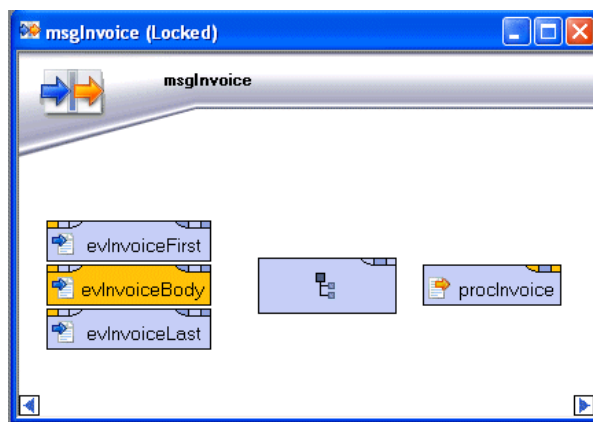 msgInvoice (Locked)
msgInvoice
evInvoiceFirst
evInvoiceBody
procInvoice
evInvoiceLast